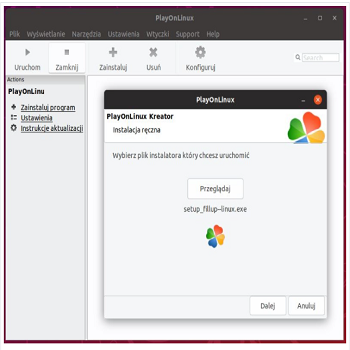 PlayOnLinux
Plik Wyświetlanie Narzędzia Ustawienia Wtyczki Support Help
Uruchom Zamknij Zainstaluj Usuń Konfiguruj
Search
Actions
PlayOnLinu
Zainstaluj program
Ustawienia
Instrukcje aktualizacji
PlayOnLinux
PlayOnLinux Kreator
Instalacja ręczna
Wybierz plik instalatora który chcesz uruchomić
Przeglądaj
setup_fillup-linux.exe
Dalej Anuluj